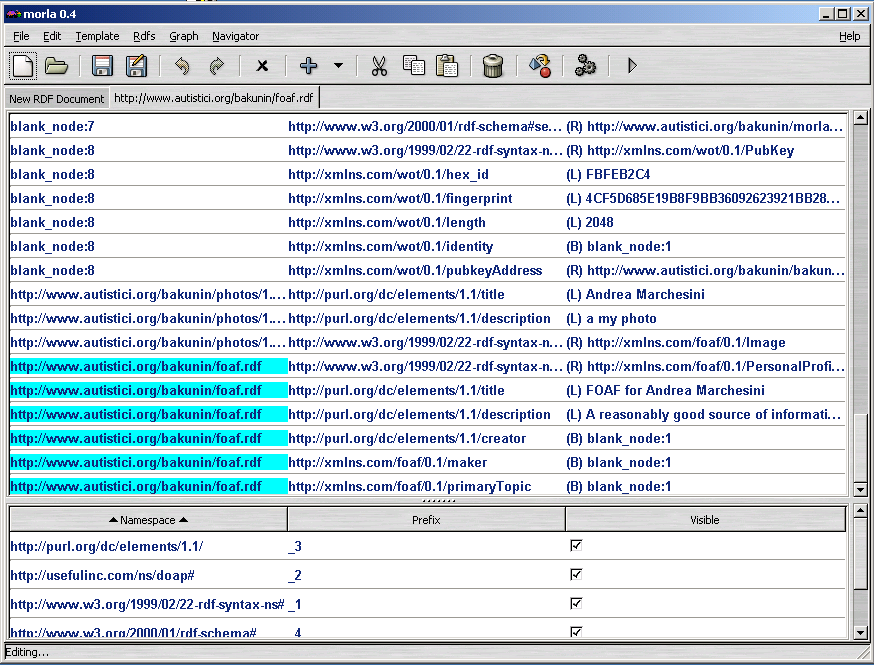 morla 0.4
File Edit Template Rdfs Graph Navigator Help
New RDF Document http://www.autistici.org/bakunin/foaf.rdf
blank_node:7 http://www.w3.org/2000/01/rdf-schema#se... (R) http://www.autistici.org/bakunin/morla...
blank_node:8 http://www.w3.org/1999/02/22-rdf-syntax-n... (R) http://xmlns.com/wot/0.1/PubKey
blank_node:8 http://xmlns.com/wot/0.1/hex_id (L) FBFEB2C4
blank_node:8 http://xmlns.com/wot/0.1/fingerprint (L) 4CF5D685E19B8F9BB36092623921BB28...
blank_node:8 http://xmlns.com/wot/0.1/length (L) 2048
blank_node:8 http://xmlns.com/wot/0.1/identity (B) blank_node:1
blank_node:8 http://xmlns.com/wot/0.1/pubkeyAddress (R) http://www.autistici.org/bakunin/bakun...
http://www.autistici.org/bakunin/photos/1.... http://purl.org/dc/elements/1.1/title (L) Andrea Marchesini
http://www.autistici.org/bakunin/photos/1.... http://purl.org/dc/elements/1.1/description (L) a my photo
http://www.autistici.org/bakunin/photos/1.... http://www.w3.org/1999/02/22-rdf-syntax-n... (R) http://xmlns.com/foaf/0.1/Image
http://www.autistici.org/bakunin/foaf.rdf http://www.w3.org/1999/02/22-rdf-syntax-n... (R) http://xmlns.com/foaf/0.1/PersonalProfi...
http://www.autistici.org/bakunin/foaf.rdf http://purl.org/dc/elements/1.1/title (L) FOAF for Andrea Marchesini
http://www.autistici.org/bakunin/foaf.rdf http://purl.org/dc/elements/1.1/description (L) A reasonably good source of informati...
http://www.autistici.org/bakunin/foaf.rdf http://purl.org/dc/elements/1.1/creator (B) blank_node:1
http://www.autistici.org/bakunin/foaf.rdf http://xmlns.com/foaf/0.1/maker (B) blank_node:1
http://www.autistici.org/bakunin/foaf.rdf http://xmlns.com/foaf/0.1/primaryTopic (B) blank_node:1
Namespace Prefix Visible
http://purl.org/dc/elements/1.1/ _3
http://usefulinc.com/ns/doap# _2
http://www.w3.org/1999/02/22-rdf-syntax-ns# _1
http://www.w3.org/2000/01/rdf-schema# _4
Editing...